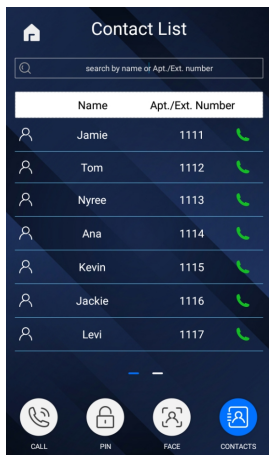 Contact List
search by name or Apt./Ext. number
Name Apt./Ext. Number
Jamie 1111
Tom 1112
Nyree 1113
Ana 1114
Kevin 1115
Jackie 1116
Levi 1117
CALL PIN FACE CONTACTS